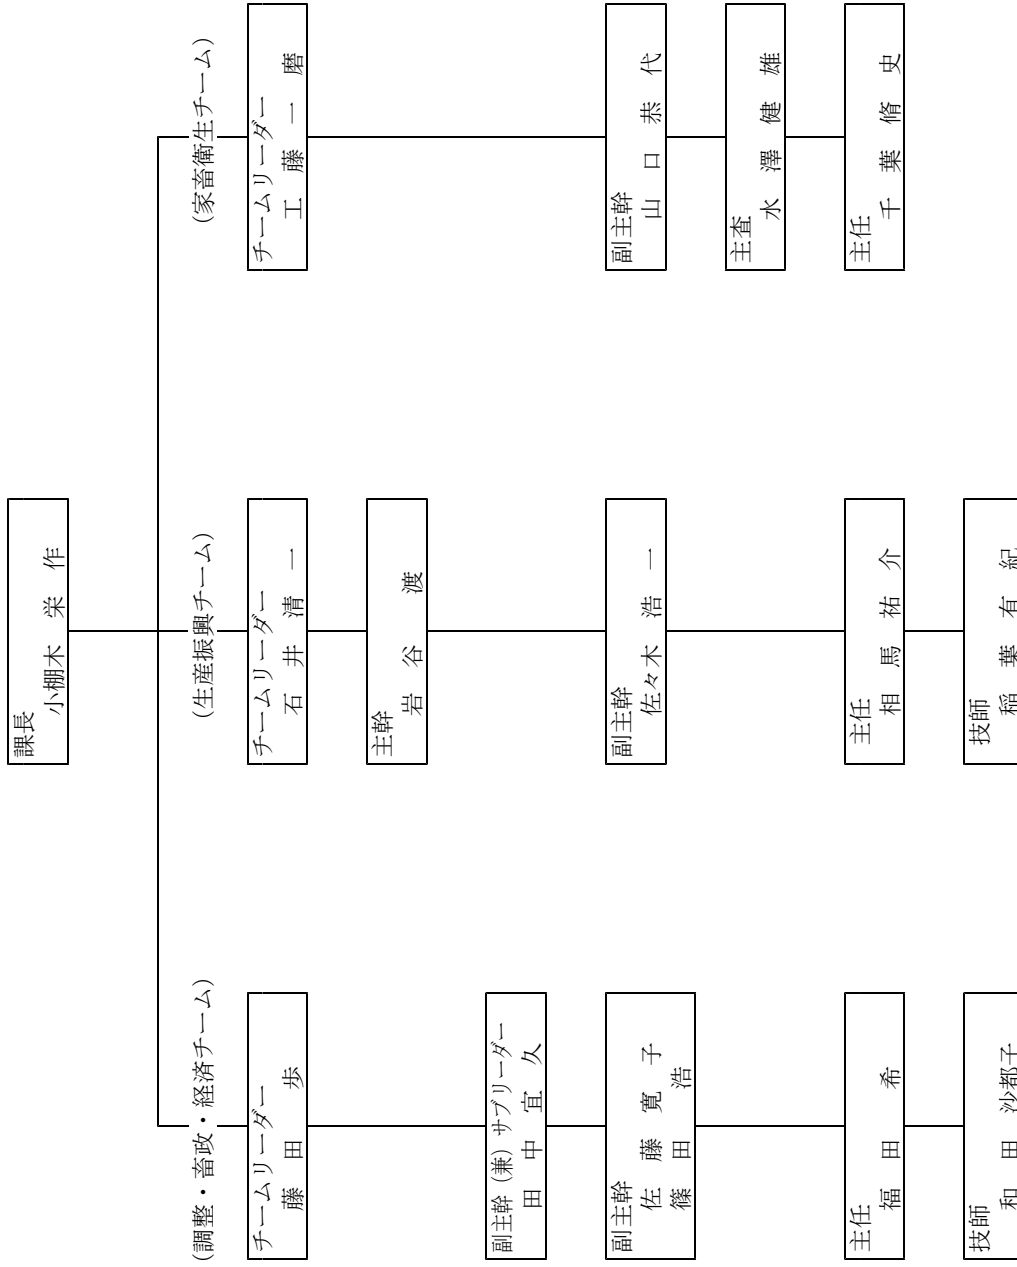 課長
小棚木 栄 作
(調整・畜政・経済チーム)
チームリーダー
藤 田 歩
副主幹(兼)サブリーダー
田 中 宜 久
副主幹
佐 藤 寛 子
篠 田 浩
主任
福 田 希
技師
和 田 沙都子
(生産振興チーム)
チームリーダー
石 井 清 一
主幹
岩 谷 渡
副主幹
佐々木 浩 一
主任
相 馬 祐 介
技師
稲 葉 有 紀
(家畜衛生チーム)
チームリーダー
工 藤 一 磨
副主幹
山 口 恭 代
主査
水 澤 健 雄
主任
千 葉 脩 史